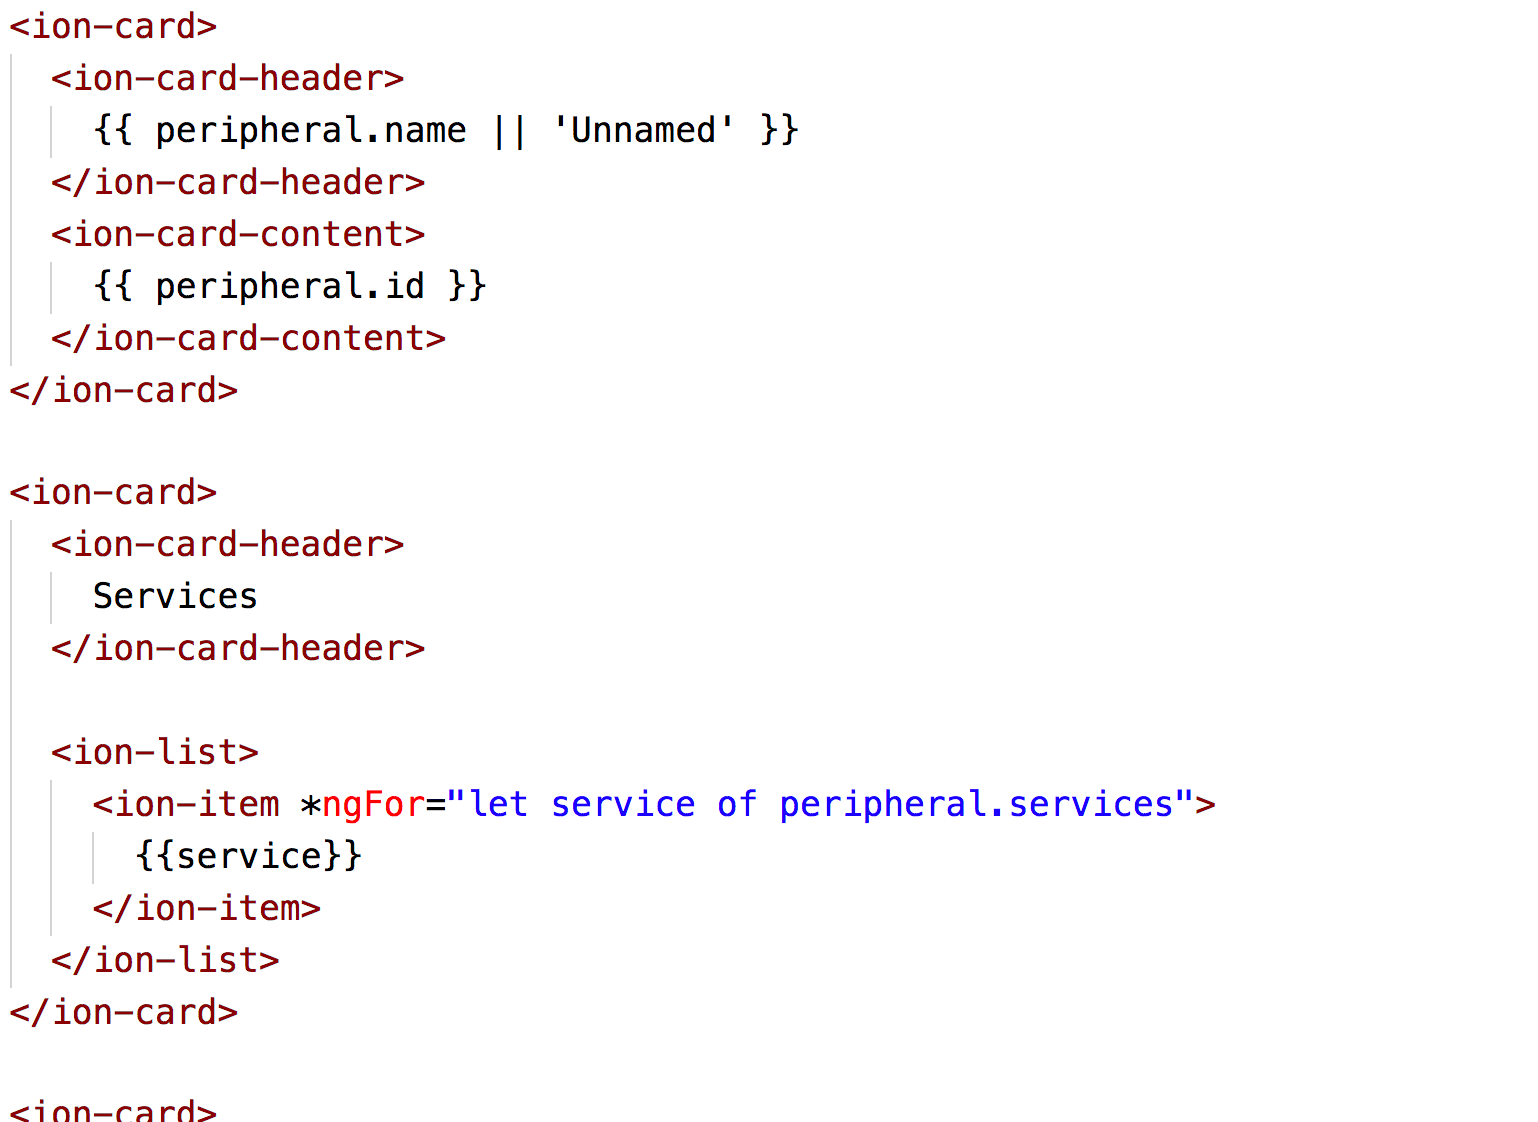 <ion-card>
<ion-card-header>
{{ peripheral.name || 'Unnamed' }}
</ion-card-header>
<ion-card-content>
{{ peripheral.id }}
</ion-card-content>
</ion-card>
<ion-card>
<ion-card-header>
Services
</ion-card-header>
<ion-list>
<ion-item *ngFor="let service of peripheral.services">
{{service}}
</ion-item>
</ion-list>
</ion-card>
<ion-card>